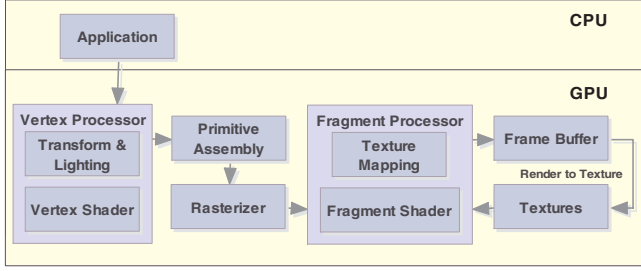 CPU
Application
GPU
Vertex Processor
Transform &
Lighting
Vertex Shader
Primitive
Assembly
Rasterizer
Fragment Processor
Texture
Mapping
Fragment Shader
Frame Buffer
Render to Texture
Textures